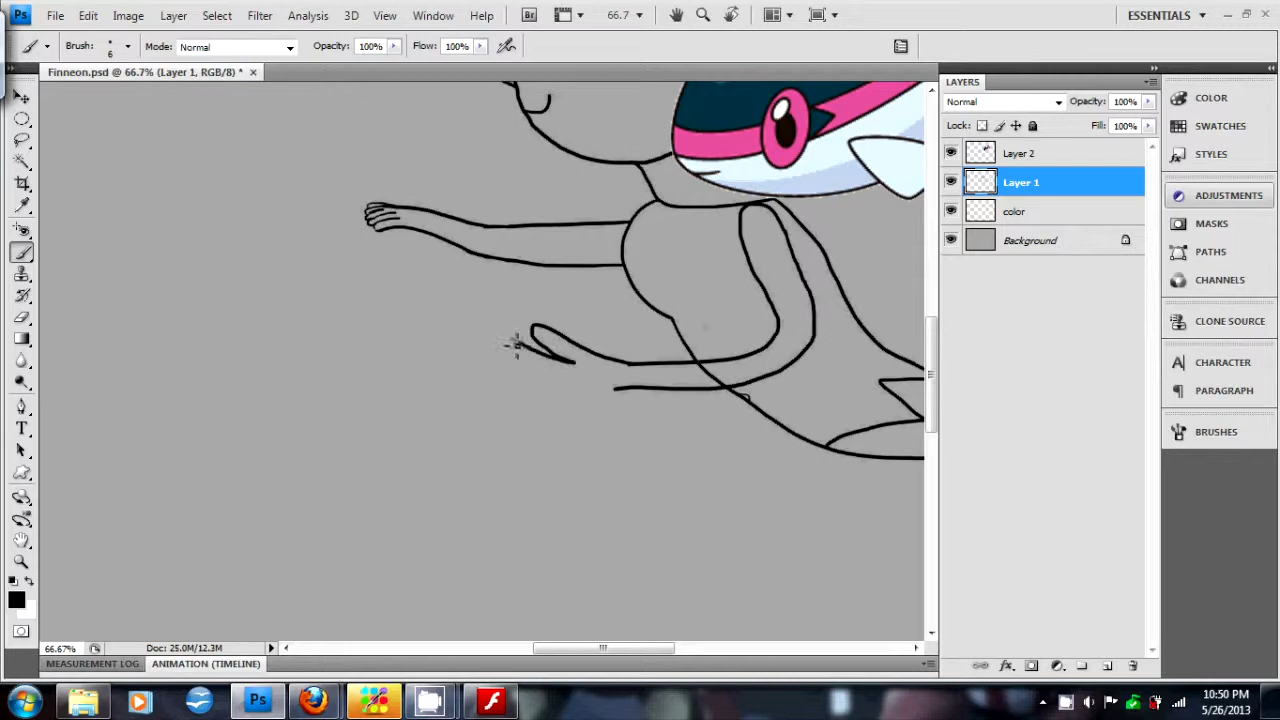 Ps File Edit Image Layer Select Filter Analysis 3D View Window Help Br 66.7 ESSENTIALS
Brush: 6 Mode: Normal Opacity: 100% Flow: 100%
Finneon.psd @ 66.7% (Layer 1, RGB/8) *
LAYERS
Normal Opacity: 100%
Lock: Fill: 100%
Layer 2
Layer 1
color
Background
COLOR
SWATCHES
STYLES
ADJUSTMENTS
MASKS
PATHS
CHANNELS
CLONE SOURCE
CHARACTER
PARAGRAPH
BRUSHES
66.67% Doc: 25.0M/12.3M
MEASUREMENT LOG ANIMATION (TIMELINE)
Ps
10:50 PM
5/26/2013